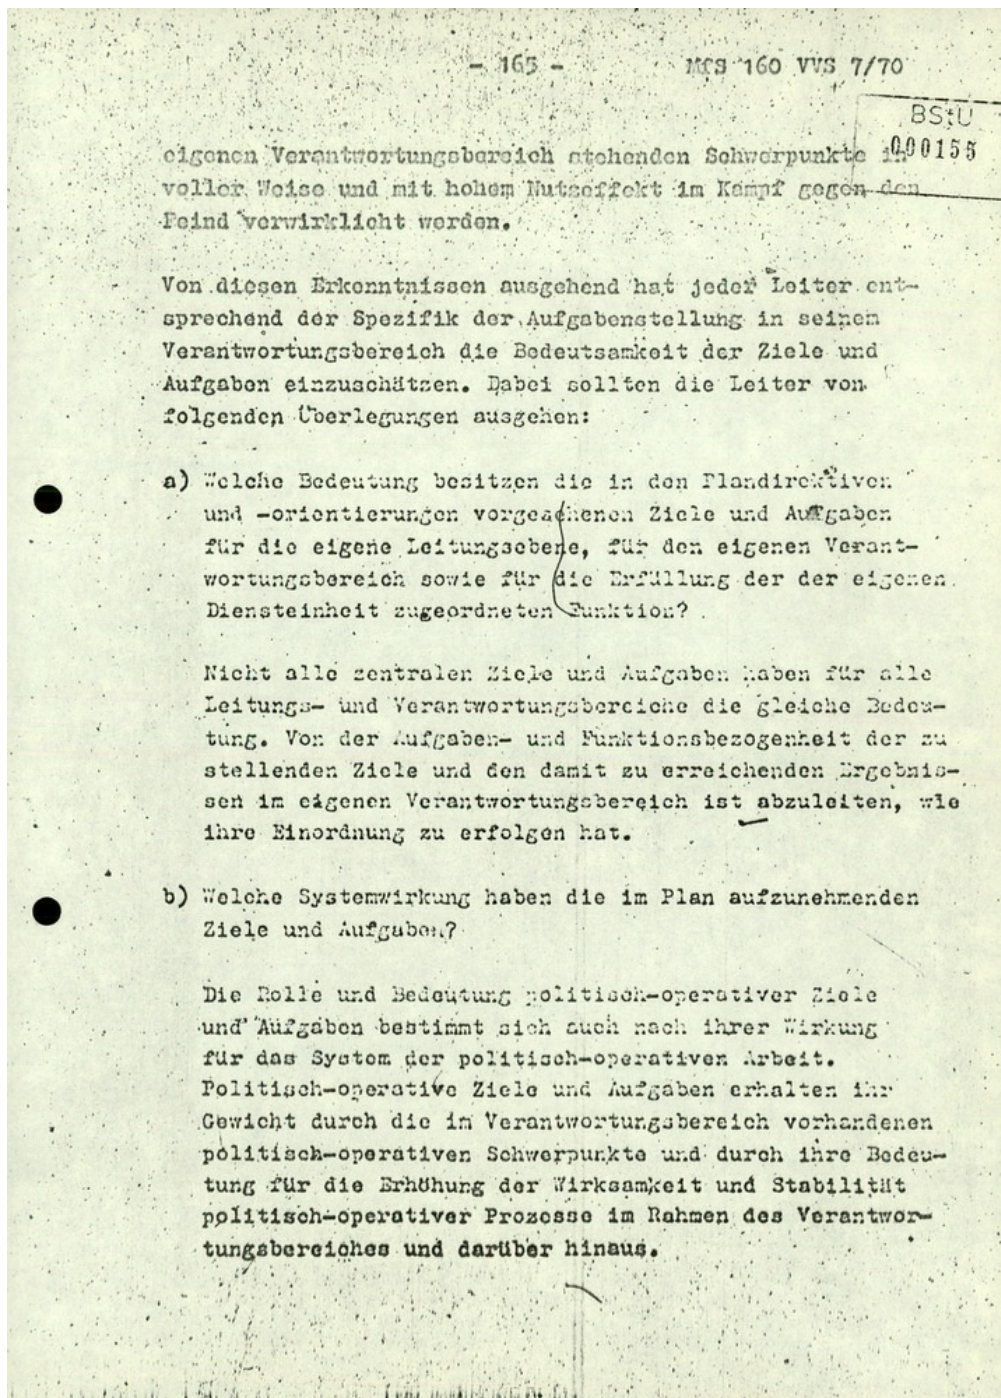 - 165 - MfS 160 VVS 7/70
BStU
000155
eigenen Verantwortungsbereich stehenden Schwerpunkte in
voller Weise und mit hohem Nutzeffekt im Kampf gegen den
Feind verwirklicht werden.
Von diesen Erkenntnissen ausgehend hat jeder Leiter ent-
sprechend der Spezifik der Aufgabenstellung in seinem
Verantwortungsbereich die Bedeutsamkeit der Ziele und
Aufgaben einzuschätzen. Dabei sollten die Leiter von
folgenden Überlegungen ausgehen:
a) Welche Bedeutung besitzen die in den Plandirektiven
und -orientierungen vorgesehenen Ziele und Aufgaben
für die eigene Leitungsebene, für den eigenen Verant-
wortungsbereich sowie für die Erfüllung der der eigenen
Diensteinheit zugeordneten Funktion?
Nicht alle zentralen Ziele und Aufgaben haben für alle
Leitungs- und Verantwortungsbereiche die gleiche Bedeu-
tung. Von der Aufgaben- und Funktionsbezogenheit der zu
stellenden Ziele und den damit zu erreichenden Ergebnis-
sen im eigenen Verantwortungsbereich ist abzuleiten, wie
ihre Einordnung zu erfolgen hat.
b) Welche Systemwirkung haben die im Plan aufzunehmenden
Ziele und Aufgaben?
Die Rolle und Bedeutung politisch-operativer Ziele
und Aufgaben bestimmt sich auch nach ihrer Wirkung
für das System der politisch-operativen Arbeit.
Politisch-operative Ziele und Aufgaben erhalten ihr
Gewicht durch die im Verantwortungsbereich vorhandenen
politisch-operativen Schwerpunkte und durch ihre Bedeu-
tung für die Erhöhung der Wirksamkeit und Stabilität
politisch-operativer Prozesse im Rahmen des Verantwor-
tungsbereiches und darüber hinaus.